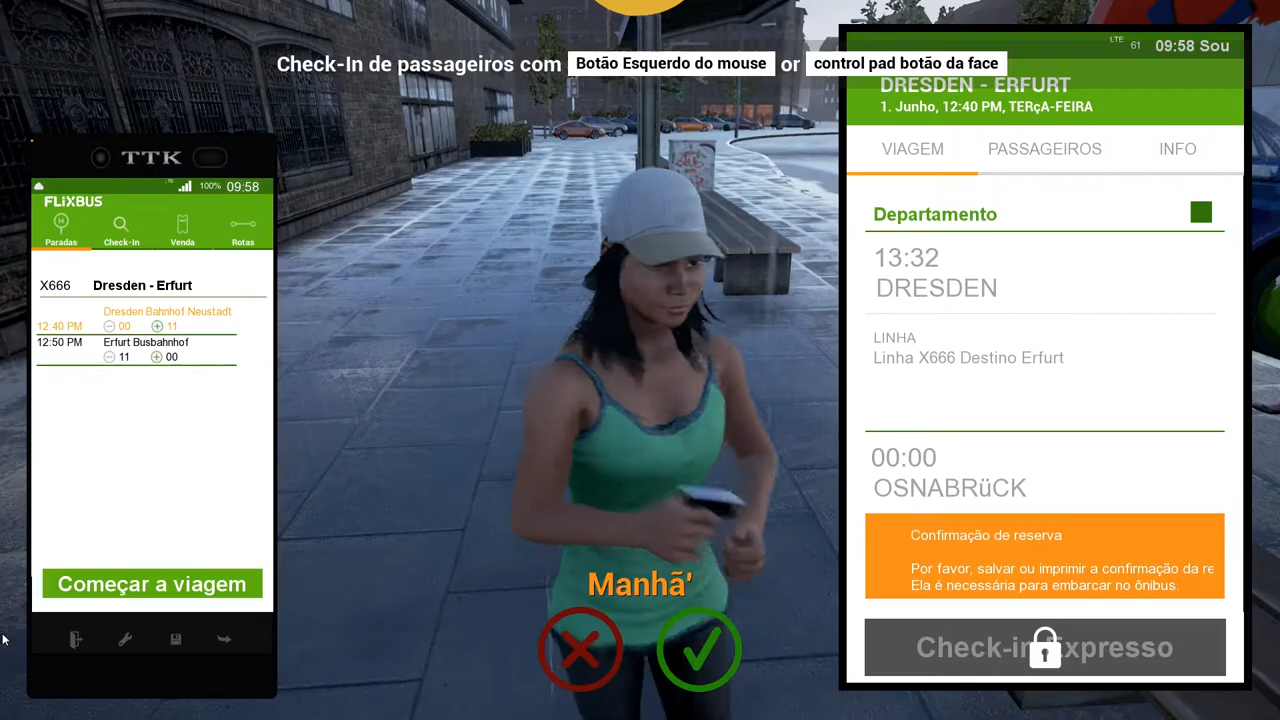 Check-In de passageiros com Botão Esquerdo do mouse or control pad botão da face
TTK
100% 09:58
FLiXBUS
Paradas Check-In Venda Rotas
X666 Dresden - Erfurt
Dresden Bahnhof Neustadt
12:40 PM 00 11
12:50 PM Erfurt Busbahnhof
11 00
Começar a viagem
Manhã'
LTE 61 09:58 Sou
DRESDEN - ERFURT
1. Junho, 12:40 PM, TERçA-FEIRA
VIAGEM PASSAGEIROS INFO
Departamento
13:32
DRESDEN
LINHA
Linha X666 Destino Erfurt
00:00
OSNABRüCK
Confirmação de reserva
Por favor, salvar ou imprimir a confirmação da re
Ela é necessária para embarcar no ônibus.
Check-in Expresso